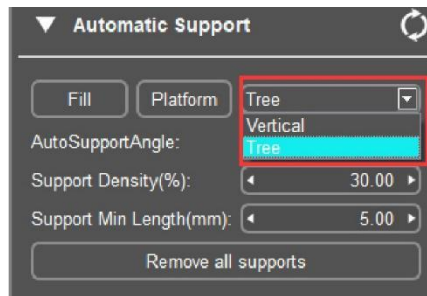 Automatic Support
Fill Platform Tree
Vertical
AutoSupportAngle: Tree
Support Density(%): 30.00
Support Min Length(mm): 5.00
Remove all supports